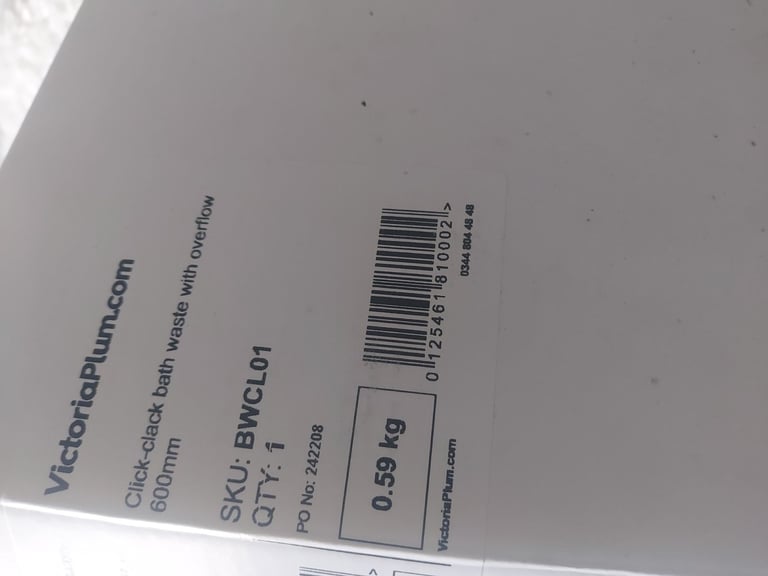 VictoriaPlum.com
Click-clack bath waste with overflow
600mm
SKU: BWCL01
QTY: 1
PO No: 242208
0.59 kg
0 125461 810002 >
VictoriaPlum.com
0344 804 48 48